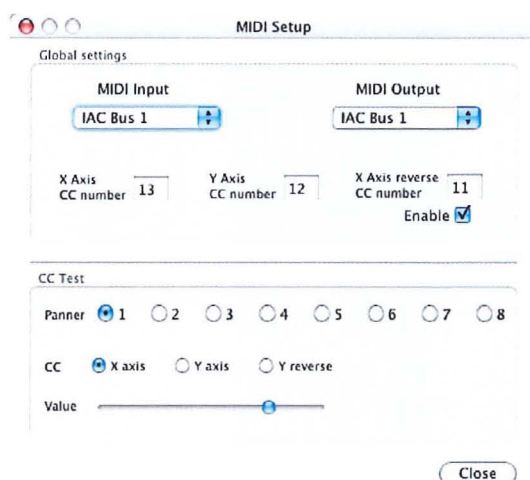 MIDI Setup
Global settings
MIDI Input
MIDI Output
IAC Bus 1
IAC Bus 1
X Axis
CC number 13
Y Axis
CC number 12
X Axis reverse
CC number 11
Enable
CC Test
Panner 1 2 3 4 5 6 7 8
CC X axis Y axis Y reverse
Value
Close